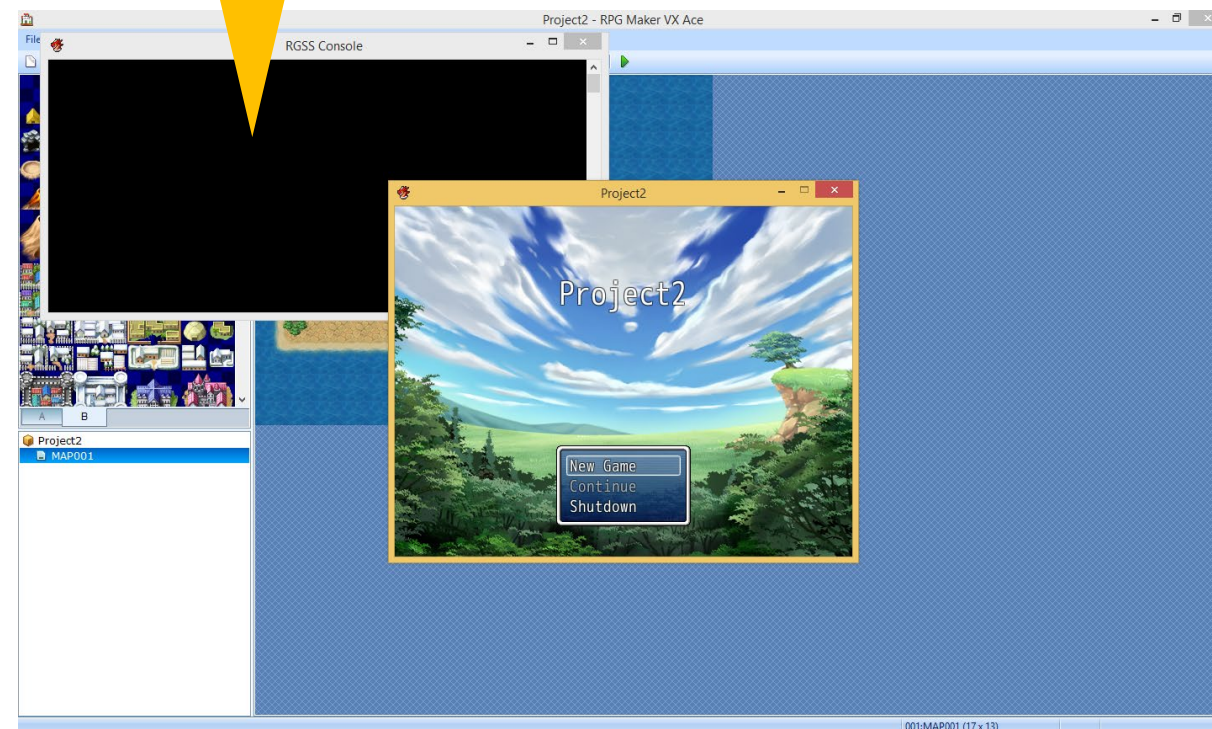 Project2 - RPG Maker VX Ace
File
RGSS Console
Project2
Project2
New Game
Continue
Shutdown
A B
Project2
MAP001
001:MAP001 (17 x 13)